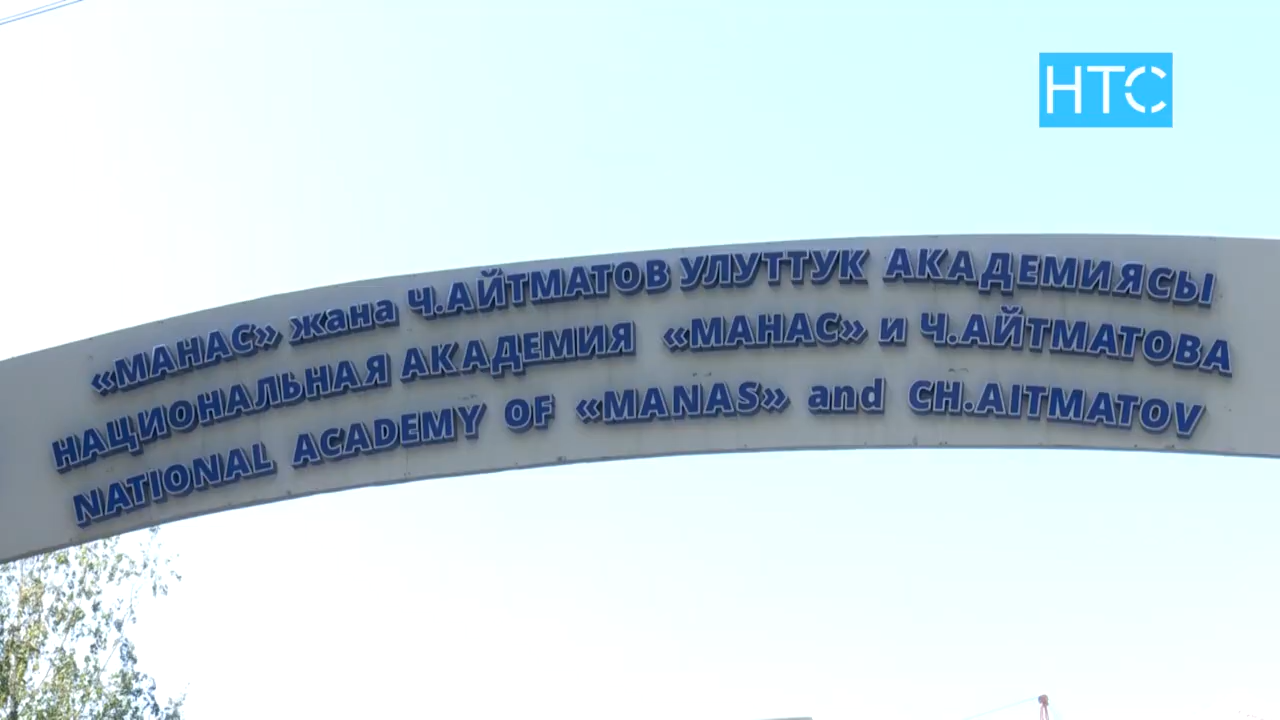 НТС
«МАНАС» жана Ч.АЙТМАТОВ УЛУТТУК АКАДЕМИЯСЫ
НАЦИОНАЛЬНАЯ АКАДЕМИЯ «МАНАС» и Ч.АЙТМАТОВА
NATIONAL ACADEMY OF «MANAS» and CH.AITMATOV